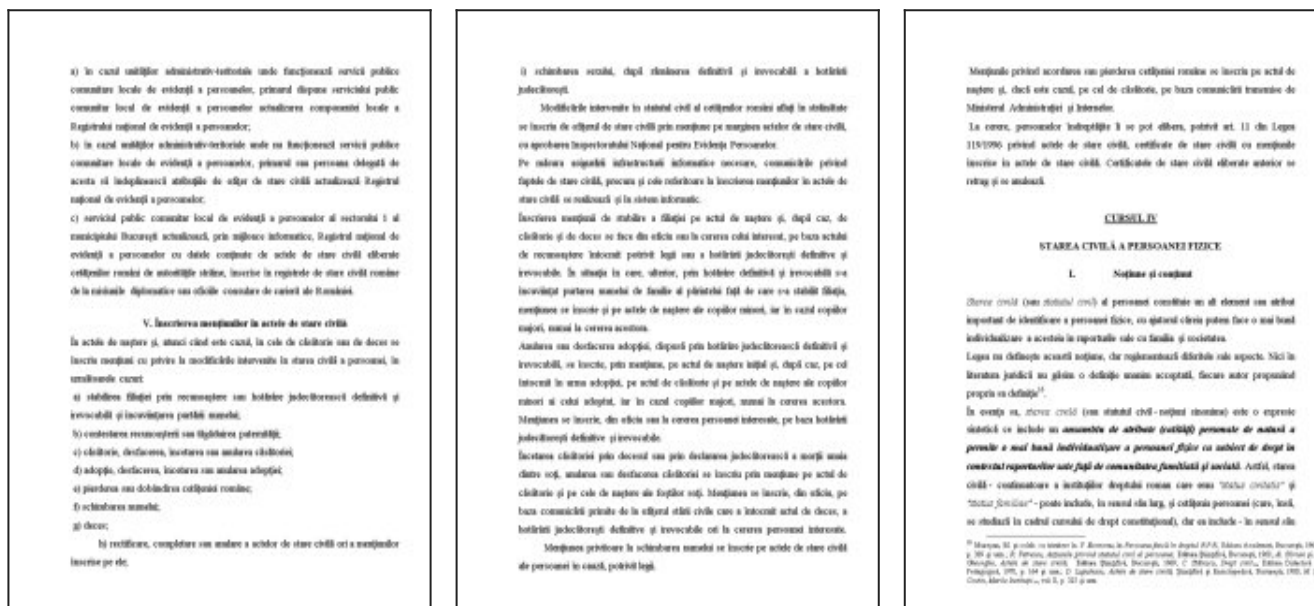 a) în cazul unităților administrativ-teritoriale unde funcționează servicii publice
comunitare locale de evidență a persoanelor, primarul dispune serviciului public
comunitar local de evidență a persoanelor actualizarea componentei locale a
Registrului național de evidență a persoanelor;
b) în cazul unităților administrativ-teritoriale unde nu funcționează servicii publice
comunitare locale de evidență a persoanelor, primarul sau persoana delegată de
acesta să îndeplinească atribuțiile de ofițer de stare civilă actualizează Registrul
național de evidență a persoanelor;
c) serviciul public comunitar local de evidență a persoanelor al sectorului 1 al
municipiului București actualizează, prin mijloace informatice, Registrul național de
evidență a persoanelor cu datele conținute de actele de stare civilă eliberate
cetățenilor români de autoritățile străine, înscrise în registrele de stare civilă române
de la misiunile diplomatice sau oficiile consulare de carieră ale României.
V. Înscrierea mențiunilor în actele de stare civilă
În actele de naștere și, atunci când este cazul, în cele de căsătorie sau de deces se
înscriu mențiuni cu privire la modificările intervenite în starea civilă a persoanei, în
următoarele cazuri:
a) stabilirea filiației prin recunoaștere sau hotărâre judecătorească definitivă și
irevocabilă și încuviințarea purtării numelui;
b) contestarea recunoașterii sau tăgăduirea paternității;
c) căsătorie, desfacerea, încetarea sau anularea căsătoriei;
d) adopție, desfacerea, încetarea sau anularea adopției;
e) pierderea sau dobândirea cetățeniei române;
f) schimbarea numelui;
g) deces;
h) rectificare, completare sau anulare a actelor de stare civilă ori a mențiunilor
înscrise pe ele;
i) schimbarea sexului, după rămânerea definitivă și irevocabilă a hotărârii
judecătorești.
Modificările intervenite în statutul civil al cetățenilor români aflați în străinătate
se înscriu de ofițerul de stare civilă prin mențiune pe marginea actelor de stare civilă,
cu aprobarea Inspectoratului Național pentru Evidența Persoanelor.
Pe măsura asigurării infrastructurii informatice necesare, comunicările privind
faptele de stare civilă, precum și cele referitoare la înscrierea mențiunilor în actele de
stare civilă se realizează și în sistem informatic.
Înscrierea mențiunii de stabilire a filiației pe actul de naștere și, după caz, de
căsătorie și de deces se face din oficiu sau la cererea celui interesat, pe baza actului
de recunoaștere întocmit potrivit legii sau a hotărârii judecătorești definitive și
irevocabile. În situația în care, ulterior, prin hotărâre definitivă și irevocabilă s-a
încuviințat purtarea numelui de familie al părintelui față de care s-a stabilit filiația,
mențiunea se înscrie și pe actele de naștere ale copiilor minori, iar în cazul copiilor
majori, numai la cererea acestora.
Anularea sau desfacerea adopției, dispusă prin hotărâre judecătorească definitivă și
irevocabilă, se înscrie, prin mențiune, pe actul de naștere inițial și, după caz, pe cel
întocmit în urma adopției, pe actul de căsătorie și pe actele de naștere ale copiilor
minori ai celui adoptat, iar în cazul copiilor majori, numai la cererea acestora.
Mențiunea se înscrie, din oficiu sau la cererea persoanei interesate, pe baza hotărârii
judecătorești definitive și irevocabile.
Încetarea căsătoriei prin decesul sau prin declararea judecătorească a morții unuia
dintre soți, anularea sau desfacerea căsătoriei se înscriu prin mențiune pe actul de
căsătorie și pe cele de naștere ale foștilor soți. Mențiunea se înscrie, din oficiu, pe
baza comunicării primite de la ofițerul stării civile care a întocmit actul de deces, a
hotărârii judecătorești definitive și irevocabile ori la cererea persoanei interesate.
Mențiunea privitoare la schimbarea numelui se înscrie pe actele de stare civilă
ale persoanei în cauză, potrivit legii.
Mențiunile privind acordarea sau pierderea cetățeniei române se înscriu pe actul de
naștere și, dacă este cazul, pe cel de căsătorie, pe baza comunicării transmise de
Ministerul Administrației și Internelor.
La cerere, persoanelor îndreptățite li se pot elibera, potrivit art. 11 din Legea
119/1996 privind actele de stare civilă, certificate de stare civilă cu mențiunile
înscrise în actele de stare civilă. Certificatele de stare civilă eliberate anterior se
retrag și se anulează.
CURSUL IV
STAREA CIVILĂ A PERSOANEI FIZICE
I. Noțiune și conținut
Starea civilă (sau statutul civil) al persoanei constituie un alt element sau atribut
important de identificare a persoanei fizice, cu ajutorul căreia putem face o mai bună
individualizare a acesteia în raporturile sale cu familia și societatea.
Legea nu definește această noțiune, dar reglementează diferitele sale aspecte. Nici în
literatura juridică nu găsim o definiție unanim acceptată, fiecare autor propunând
propria sa definiție
În esența sa, starea civilă (sau statutul civil - noțiuni sinonime) este o expresie
sintetică ce include un ansamblu de atribute (calități) personale de natură a
permite o mai bună individualizare a persoanei fizice ca subiect de drept în
contextul raporturilor sale față de comunitatea familială și socială. Astfel, starea
civilă - continuatoare a instituțiilor dreptului roman care erau "status civitatis" și
"status familiae" - poate include, în sensul său larg, și cetățenia persoanei (care, însă,
se studiază în cadrul cursului de drept constituțional), dar ea include - în sensul său